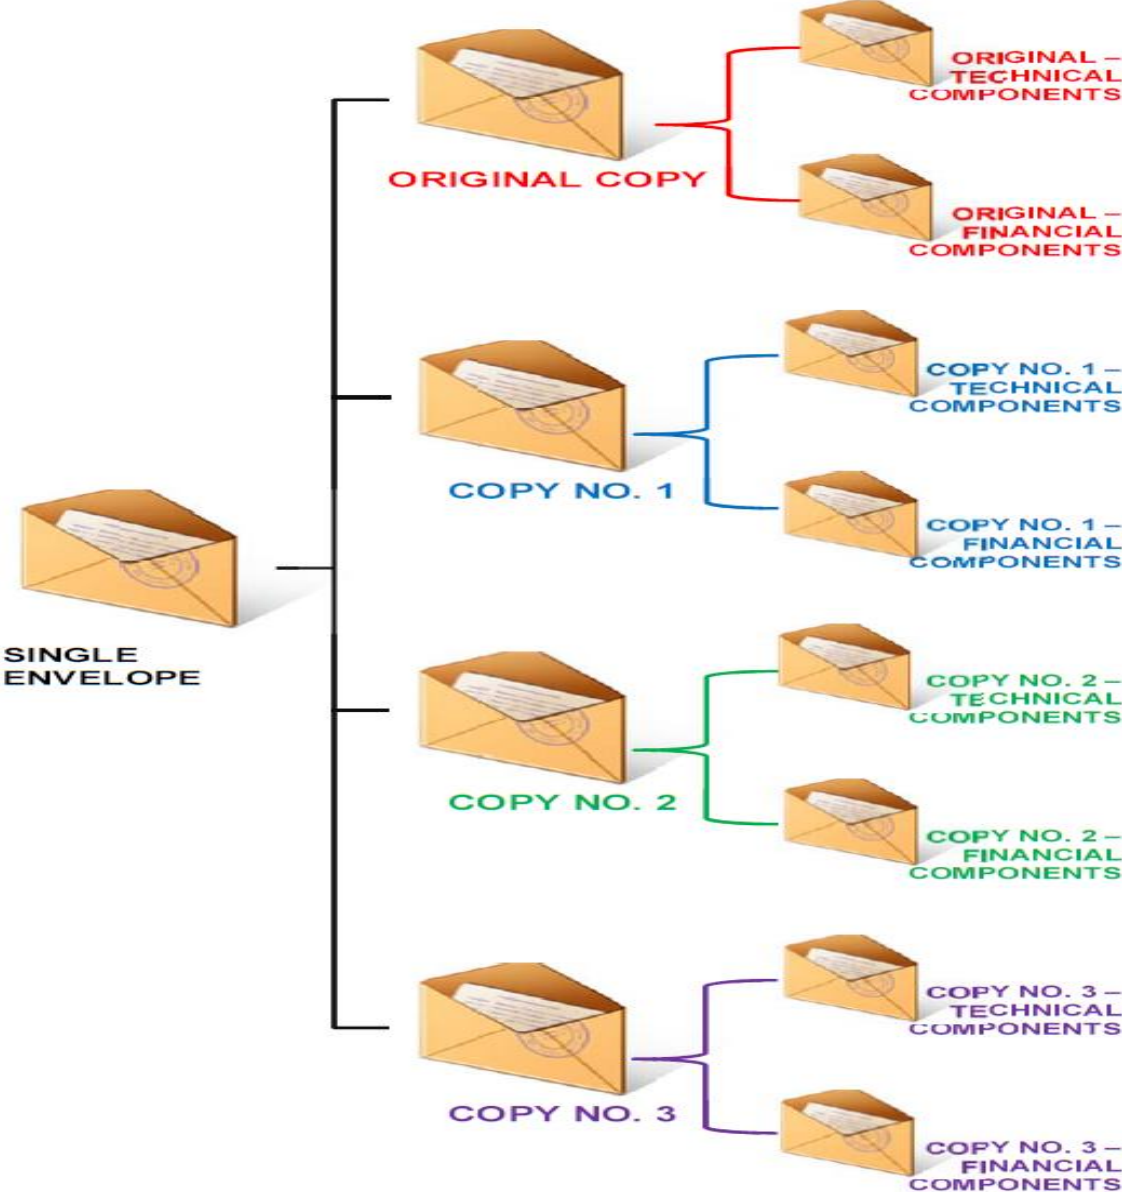 ORIGINAL –
TECHNICAL
COMPONENTS
ORIGINAL COPY
ORIGINAL –
FINANCIAL
COMPONENTS
COPY NO. 1 –
TECHNICAL
COMPONENTS
COPY NO. 1
COPY NO. 1 –
FINANCIAL
COMPONENTS
SINGLE
ENVELOPE
COPY NO. 2 –
TECHNICAL
COMPONENTS
COPY NO. 2
COPY NO. 2 –
FINANCIAL
COMPONENTS
COPY NO. 3 –
TECHNICAL
COMPONENTS
COPY NO. 3
COPY NO. 3 –
FINANCIAL
COMPONENTS